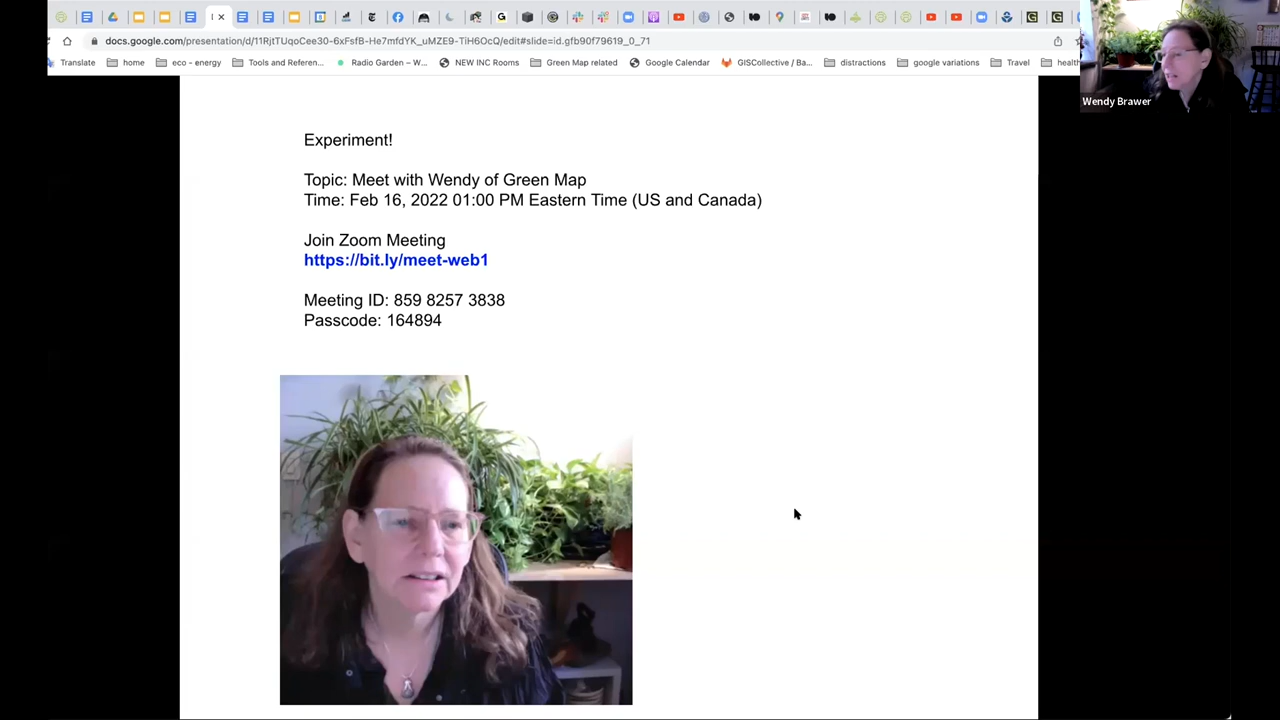 docs.google.com/presentation/d/11RjtTUqoCee30-6xFsfB-He7mfdYK_uMZE9-TiH6OcQ/edit#slide=id.gfb90f79619_0_71
Translate home eco - energy Tools and Referen... Radio Garden – W... NEW INC Rooms Green Map related Google Calendar GISCollective / Ba... distractions google variations Travel health
Wendy Brawer
Experiment!
Topic: Meet with Wendy of Green Map
Time: Feb 16, 2022 01:00 PM Eastern Time (US and Canada)
Join Zoom Meeting
https://bit.ly/meet-web1
Meeting ID: 859 8257 3838
Passcode: 164894